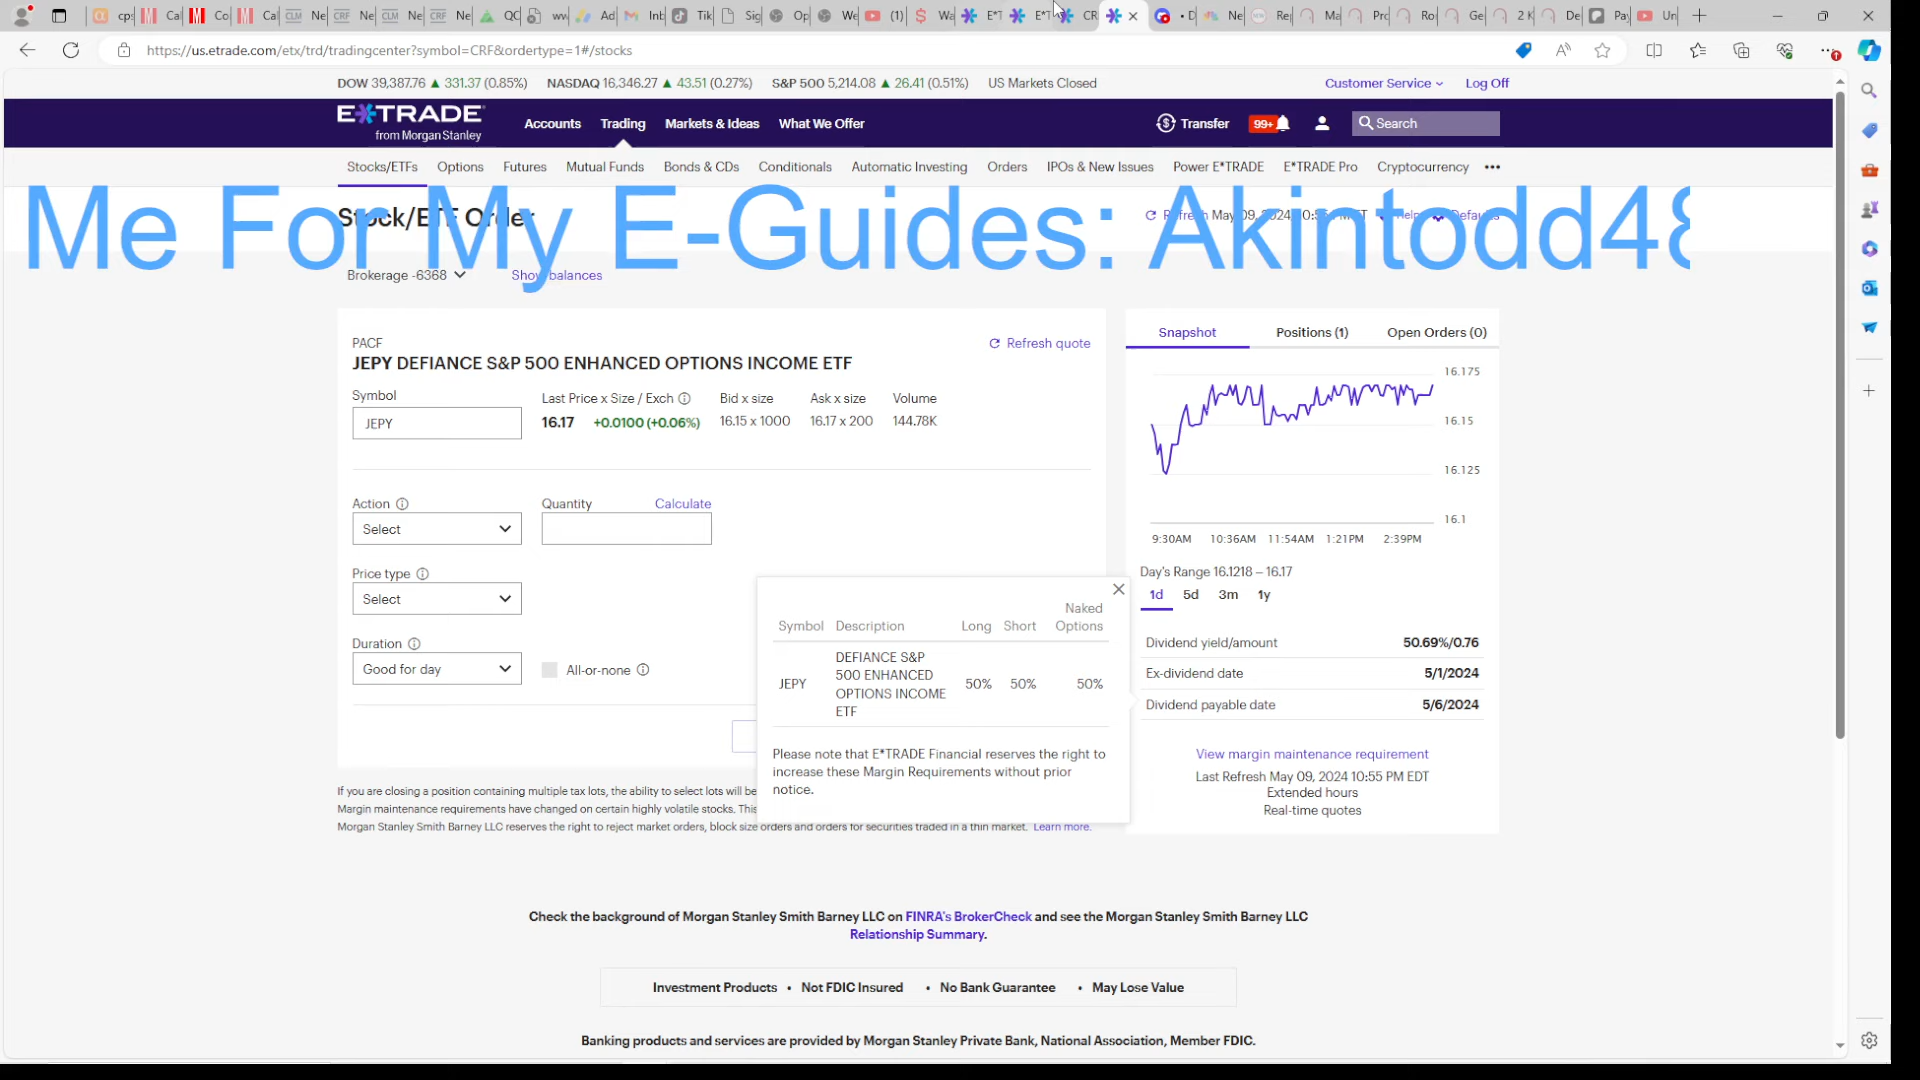 https://us.etrade.com/etx/trd/tradingcenter?symbol=CRF&ordertype=1#/stocks
DOW 39,387.76 ▲ 331.37 (0.85%) NASDAQ 16,346.27 ▲ 43.51 (0.27%) S&P 500 5,214.08 ▲ 26.41 (0.51%) US Markets Closed
Customer Service Log Off
E*TRADE
from Morgan Stanley
Accounts Trading Markets & Ideas What We Offer
Transfer 99+ Search
Stocks/ETFs Options Futures Mutual Funds Bonds & CDs Conditionals Automatic Investing Orders IPOs & New Issues Power E*TRADE E*TRADE Pro Cryptocurrency •••
Me For My E-Guides: Akintodd48
Stock/ETF Order
Brokerage -6368 Show balances
PACF
Refresh quote
JEPY DEFIANCE S&P 500 ENHANCED OPTIONS INCOME ETF
Symbol Last Price x Size / Exch Bid x size Ask x size Volume
JEPY 16.17 +0.0100 (+0.06%) 16.15 x 1000 16.17 x 200 144.78K
Action Quantity Calculate
Select
Price type
Select
Duration
Good for day All-or-none
Symbol Description Long Short Naked Options
JEPY DEFIANCE S&P 500 ENHANCED OPTIONS INCOME ETF 50% 50% 50%
Please note that E*TRADE Financial reserves the right to
increase these Margin Requirements without prior
notice.
If you are closing a position containing multiple tax lots, the ability to select lots will be
Margin maintenance requirements have changed on certain highly volatile stocks. This
Morgan Stanley Smith Barney LLC reserves the right to reject market orders, block size orders and orders for securities traded in a thin market. Learn more.
Snapshot Positions (1) Open Orders (0)
16.175
16.15
16.125
16.1
9:30AM 10:36AM 11:54AM 1:21PM 2:39PM
Day's Range 16.1218 – 16.17
1d 5d 3m 1y
Dividend yield/amount 50.69%/0.76
Ex-dividend date 5/1/2024
Dividend payable date 5/6/2024
View margin maintenance requirement
Last Refresh May 09, 2024 10:55 PM EDT
Extended hours
Real-time quotes
Check the background of Morgan Stanley Smith Barney LLC on FINRA's BrokerCheck and see the Morgan Stanley Smith Barney LLC
Relationship Summary.
Investment Products • Not FDIC Insured • No Bank Guarantee • May Lose Value
Banking products and services are provided by Morgan Stanley Private Bank, National Association, Member FDIC.